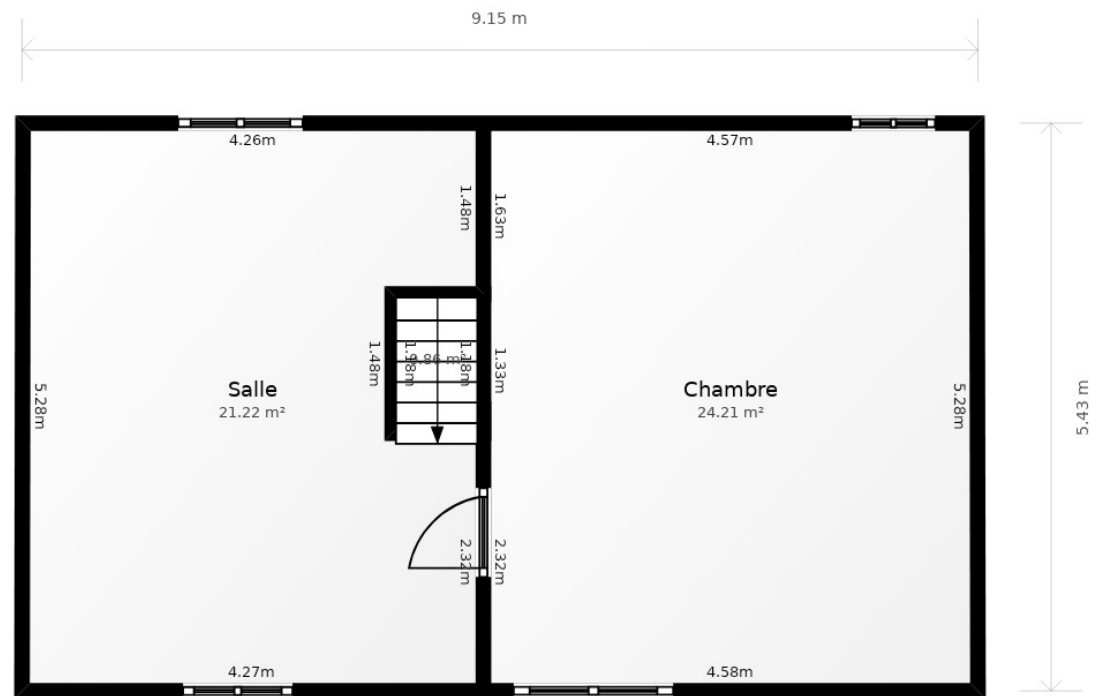 9.15 m
4.26m
4.57m
1.48m
1.63m
1.48m
1.33m
Salle
21.22 m²
Chambre
24.21 m²
5.28m
5.28m
5.43 m
2.32m
2.32m
4.27m
4.58m